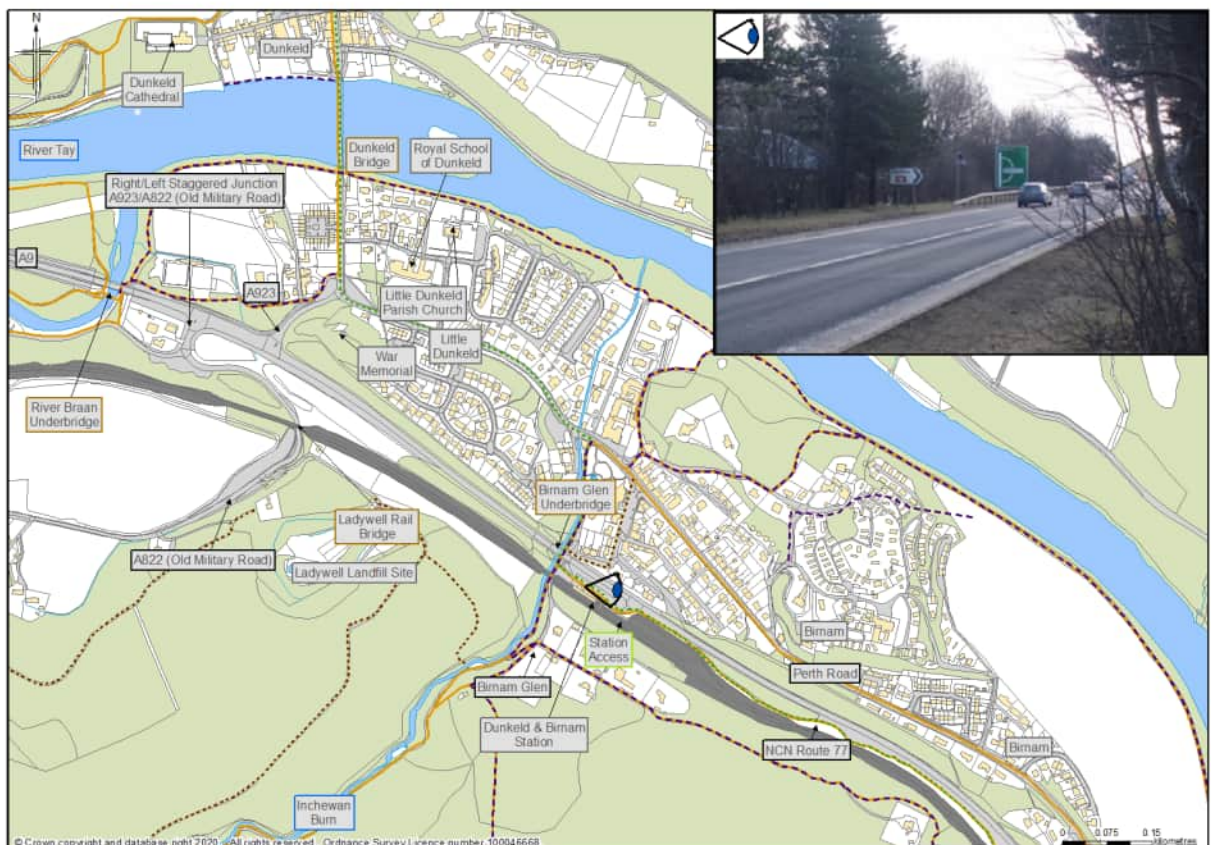 N
Dunkeld
Dunkeld
Cathedral
River Tay
Dunkeld
Bridge
Royal School
of Dunkeld
Right/Left Staggered Junction
A923/A822 (Old Military Road)
A9
A923
Little Dunkeld
Parish Church
Little
Dunkeld
War
Memorial
River Braan
Underbridge
Birnam Glen
Underbridge
Ladywell Rail
Bridge
A822 (Old Military Road)
Ladywell Landfill Site
Station
Access
Birnam
Birnam Glen
Perth Road
Dunkeld & Birnam
Station
NCN Route 77
Birnam
Inchewan
Burn
0 0.075 0.15
Kilometres
© Crown copyright and database right 2020. All rights reserved. Ordnance Survey Licence number 100046668